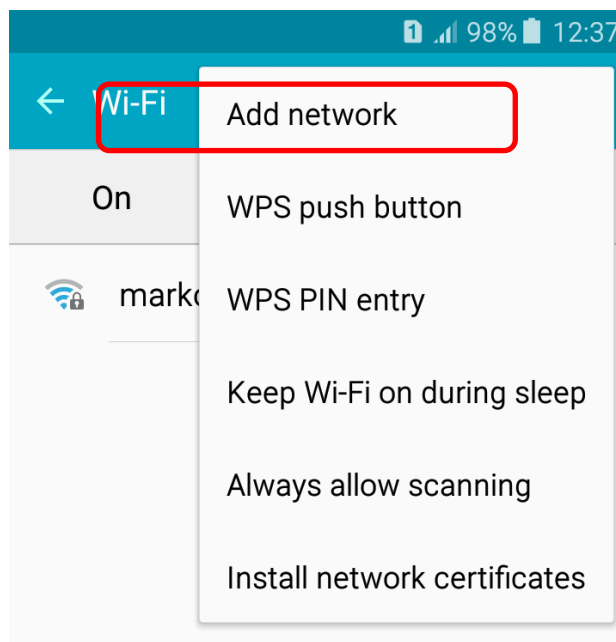 1 98% 12:37
Wi-Fi
Add network
On
WPS push button
WPS PIN entry
Keep Wi-Fi on during sleep
Always allow scanning
Install network certificates